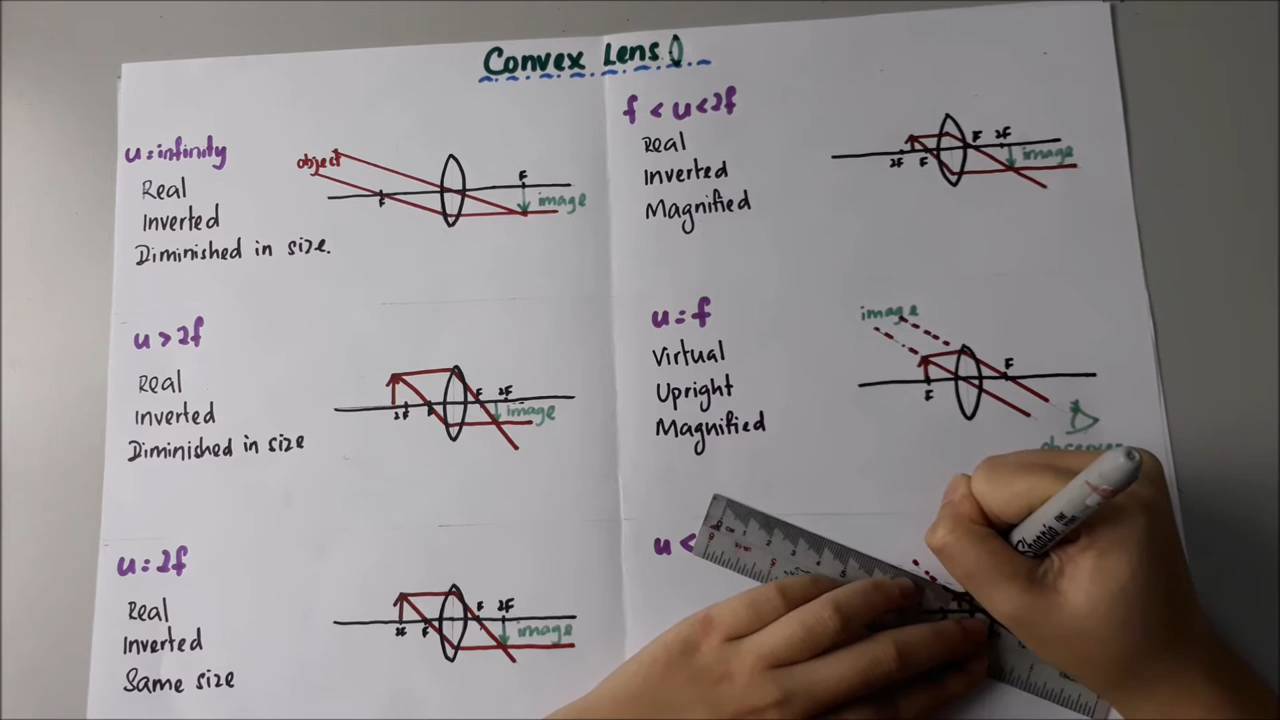 Convex Lens
u = infinity
Real
Inverted
Diminished in size.
object
F
F
image
u > 2f
Real
Inverted
Diminished in size
2F
F
F
2F
image
u = 2f
Real
Inverted
Same size
2F
F
F
2F
image
f < u < 2f
Real
Inverted
Magnified
2F
F
F
2F
image
u = f
Virtual
Upright
Magnified
image
F
F
observer
u <
Sharpie